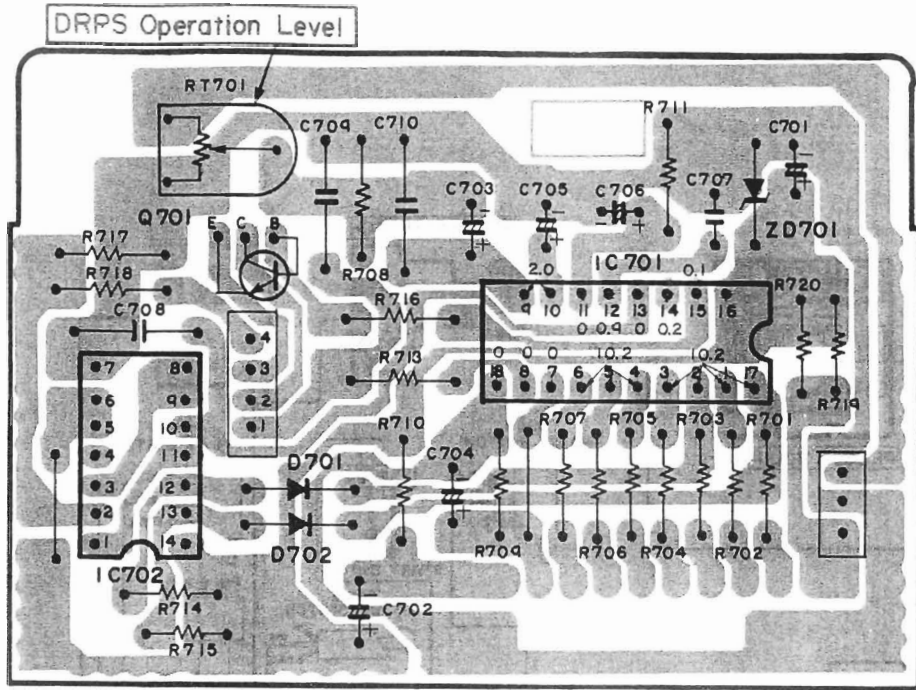 DRPS Operation Level
RT701
C709
C710
R711
C701
C703
C705
C706
C707
Q701
E C B
ZD701
R717
R718
R708
IC701
C708
R716
R720
2.0
0.1
9 10 11 12 13 14 15 16
0 0.9 0 0.2
0 0 0 10.2 10.2
18 8 7 6 5 4 3 2 1 17
R713
R719
4
3
2
1
7 8
6 9
5 10
4 11
3 12
2 13
1 14
R710
R707
R705
R703
R701
C704
D701
D702
R709
R706
R704
R702
IC702
R714
R715
C702